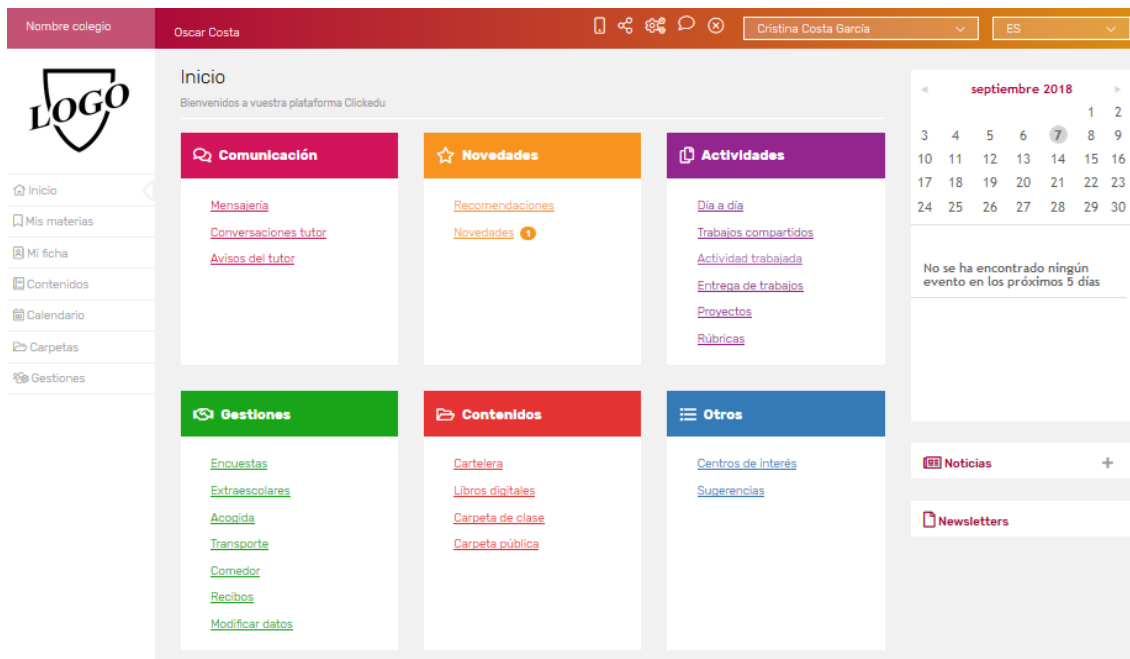 Nombre colegio
Oscar Costa
Cristina Costa García
ES
LOGO
Inicio
Mis materias
Mi ficha
Contenidos
Calendario
Carpetas
Gestiones
Inicio
Bienvenidos a vuestra plataforma Clickedu
Comunicación
Mensajería
Conversaciones tutor
Avisos del tutor
Novedades
Recomendaciones
Novedades 1
Actividades
Día a día
Trabajos compartidos
Actividad trabajada
Entrega de trabajos
Proyectos
Rúbricas
Gestiones
Encuestas
Extraescolares
Acogida
Transporte
Comedor
Recibos
Modificar datos
Contenidos
Cartelera
Libros digitales
Carpeta de clase
Carpeta pública
Otros
Centros de interés
Sugerencias
septiembre 2018
1 2
3 4 5 6 7 8 9
10 11 12 13 14 15 16
17 18 19 20 21 22 23
24 25 26 27 28 29 30
No se ha encontrado ningún
evento en los próximos 5 días
Noticias +
Newsletters